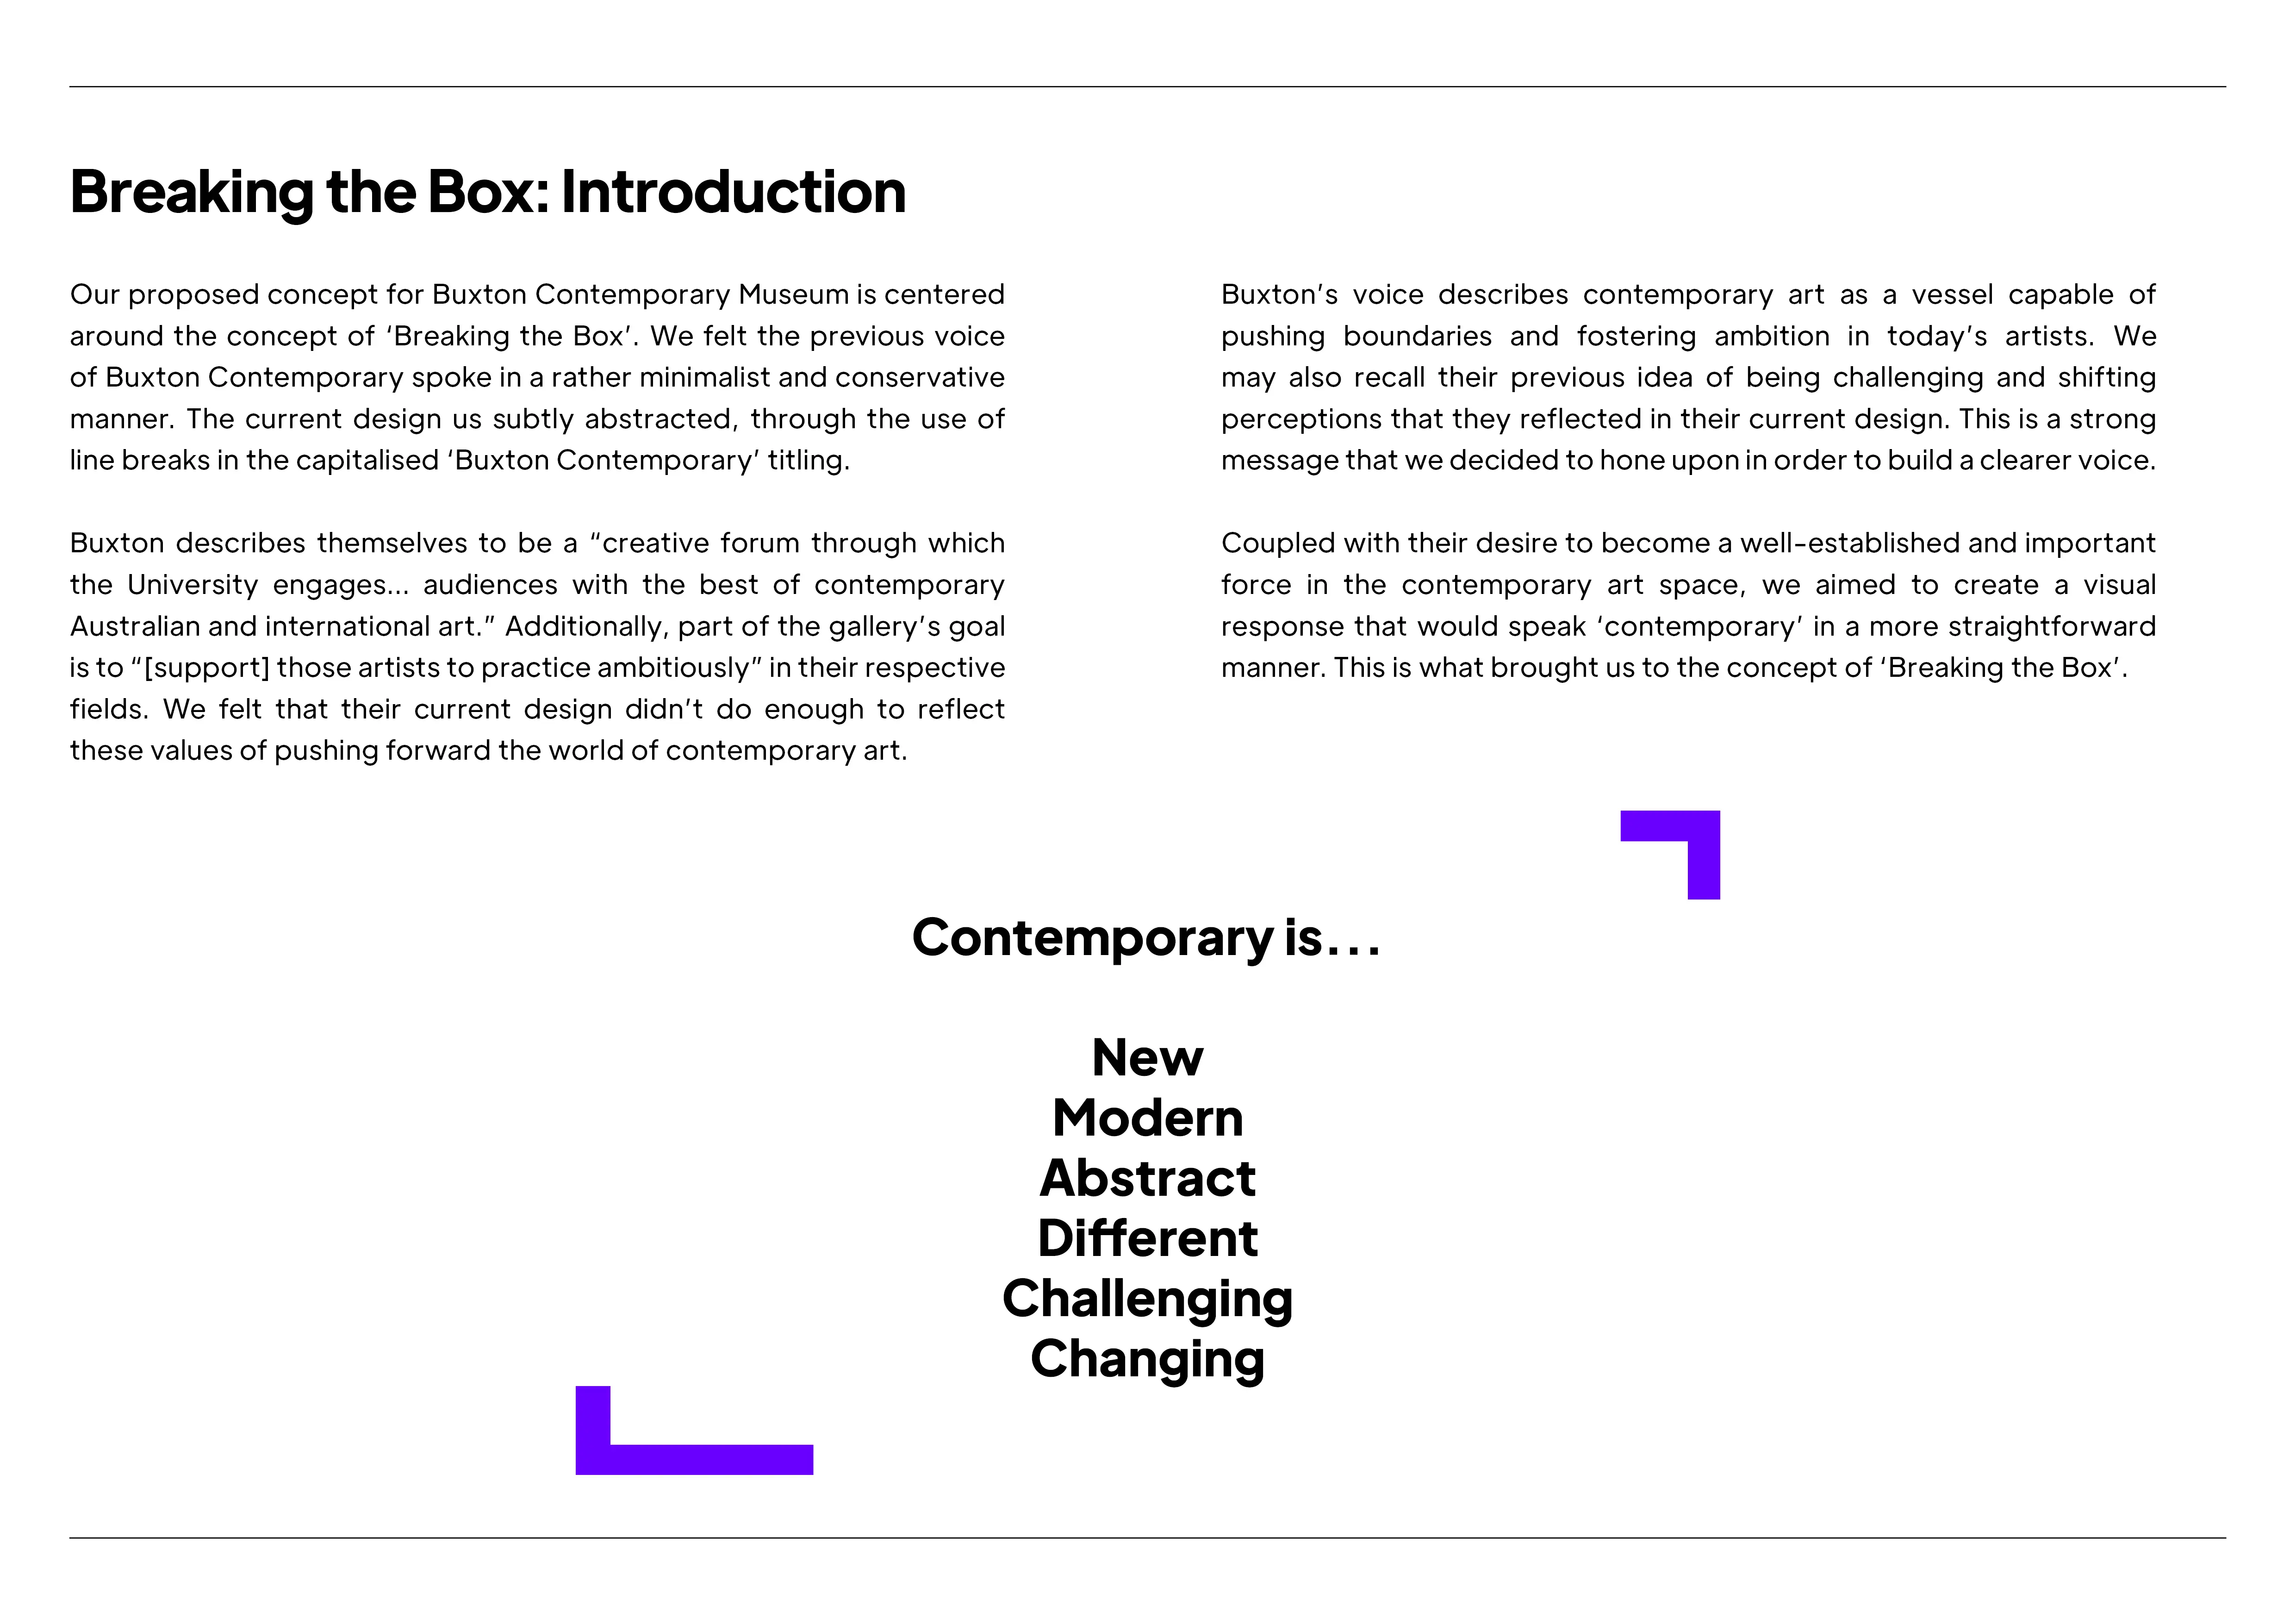 Breaking the Box: Introduction
Our proposed concept for Buxton Contemporary Museum is centered
around the concept of ‘Breaking the Box’. We felt the previous voice
of Buxton Contemporary spoke in a rather minimalist and conservative
manner. The current design us subtly abstracted, through the use of
line breaks in the capitalised ‘Buxton Contemporary’ titling.
Buxton describes themselves to be a “creative forum through which
the University engages... audiences with the best of contemporary
Australian and international art.” Additionally, part of the gallery’s goal
is to “[support] those artists to practice ambitiously” in their respective
fields. We felt that their current design didn’t do enough to reflect
these values of pushing forward the world of contemporary art.
Buxton’s voice describes contemporary art as a vessel capable of
pushing boundaries and fostering ambition in today’s artists. We
may also recall their previous idea of being challenging and shifting
perceptions that they reflected in their current design. This is a strong
message that we decided to hone upon in order to build a clearer voice.
Coupled with their desire to become a well-established and important
force in the contemporary art space, we aimed to create a visual
response that would speak ‘contemporary’ in a more straightforward
manner. This is what brought us to the concept of ‘Breaking the Box’.
Contemporary is...
New
Modern
Abstract
Different
Challenging
Changing